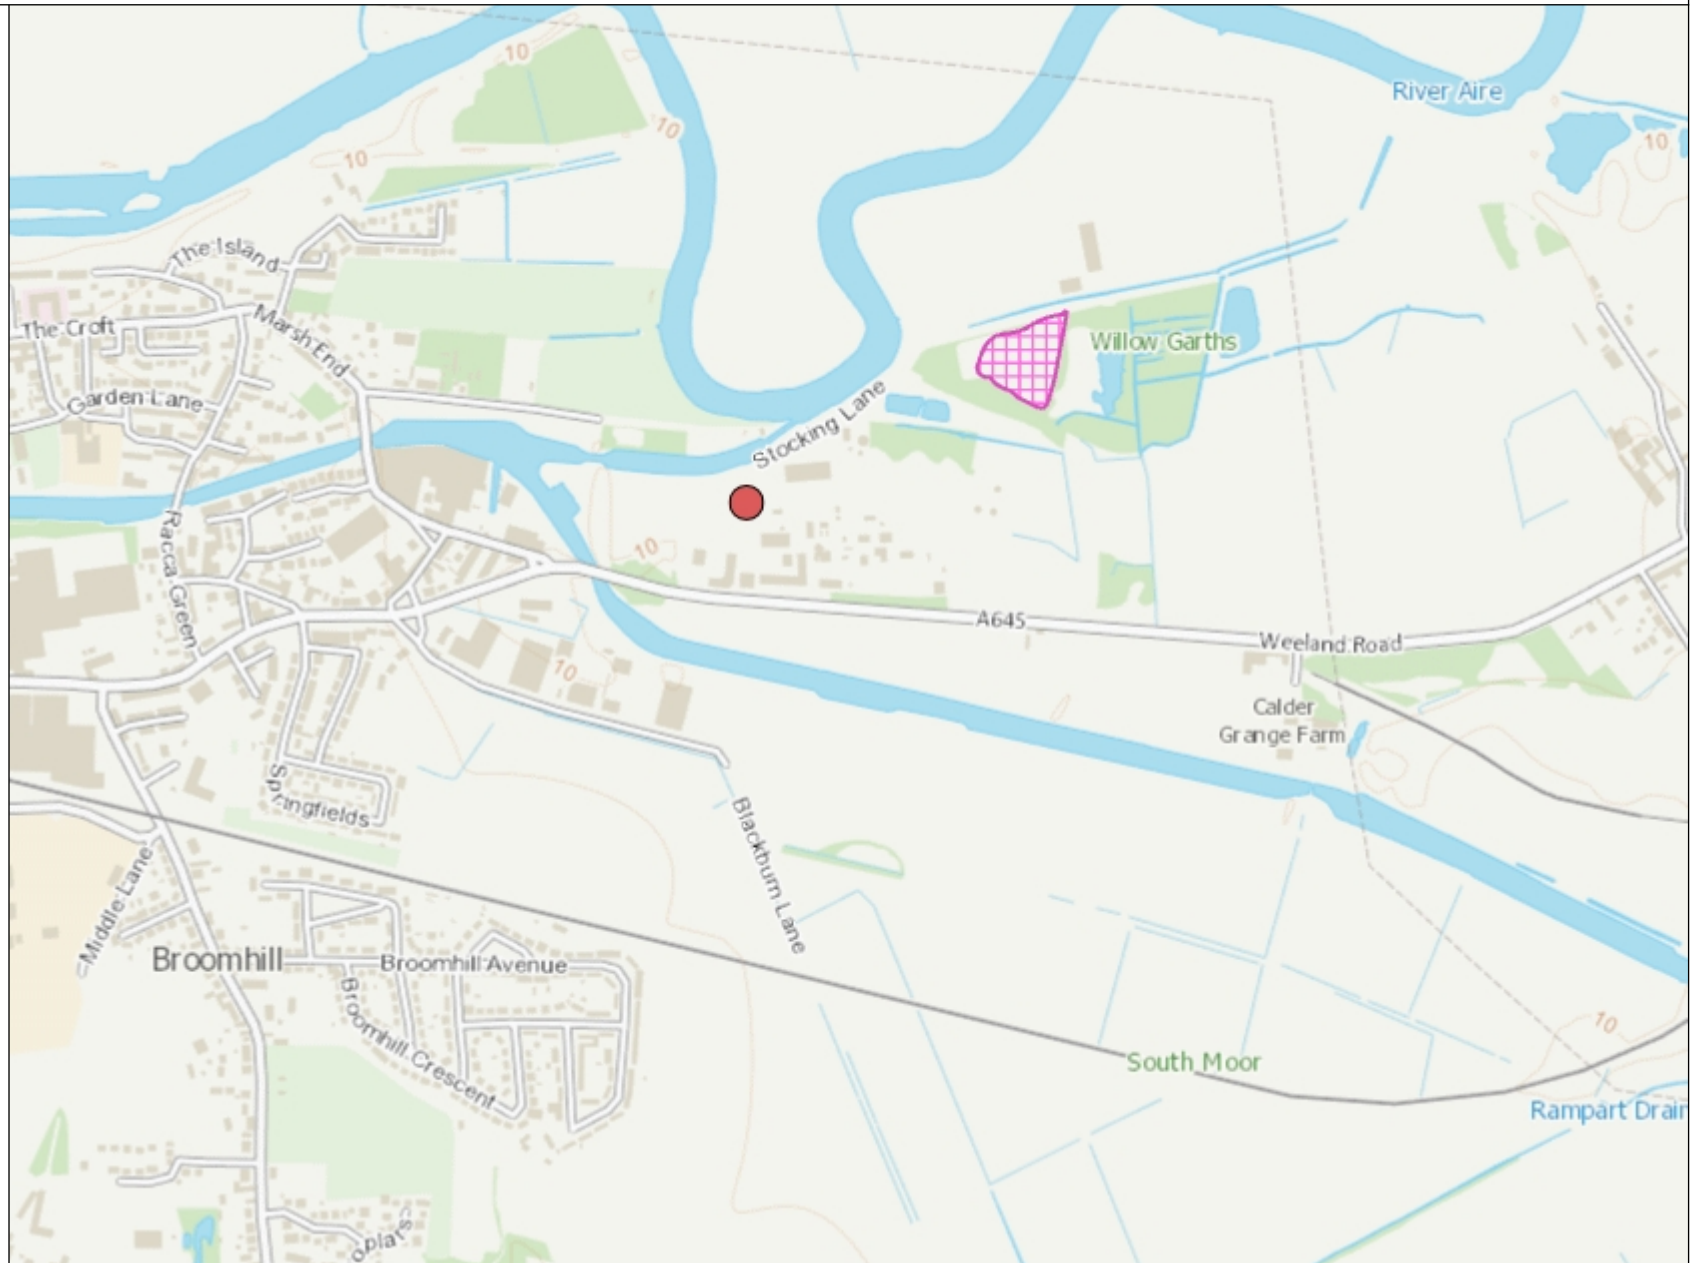 10
River Aire
10
10
10
The Island
The Croft
Marsh End
Willow Garths
Garden Lane
Stocking Lane
Racca Green
10
A645
Weeland Road
10
Calder
Grange Farm
Springfields
Blackburn Lane
Middle Lane
Broomhill
Broomhill Avenue
Broomhill Crescent
10
South Moor
Rampart Drain
oplars